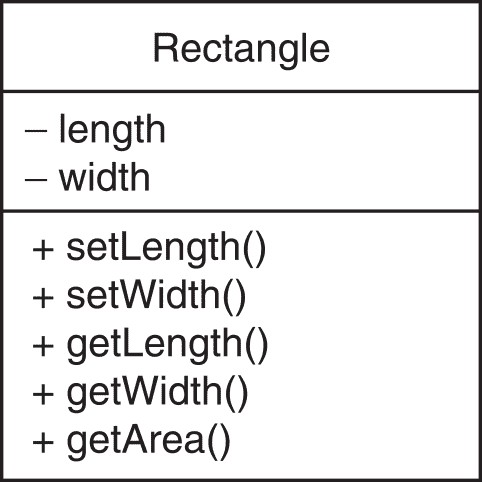 Rectangle
– length
– width
+ setLength()
+ setWidth()
+ getLength()
+ getWidth()
+ getArea()